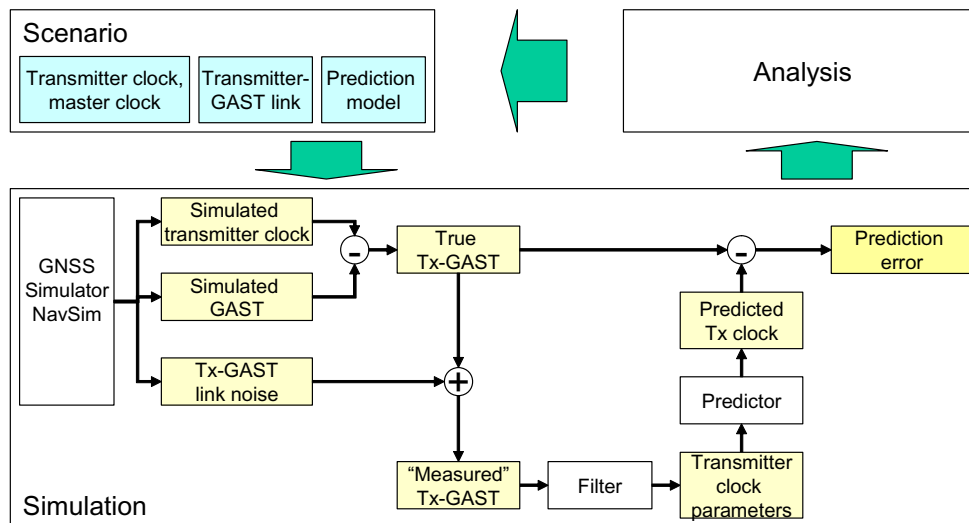 Scenario
Transmitter clock,
master clock
Transmitter-
GAST link
Prediction
model
Analysis
GNSS
Simulator
NavSim
Simulated
transmitter clock
Simulated
GAST
Tx-GAST
link noise
-
True
Tx-GAST
-
Prediction
error
Predicted
Tx clock
+
Predictor
“Measured”
Tx-GAST
Filter
Transmitter
clock
parameters
Simulation